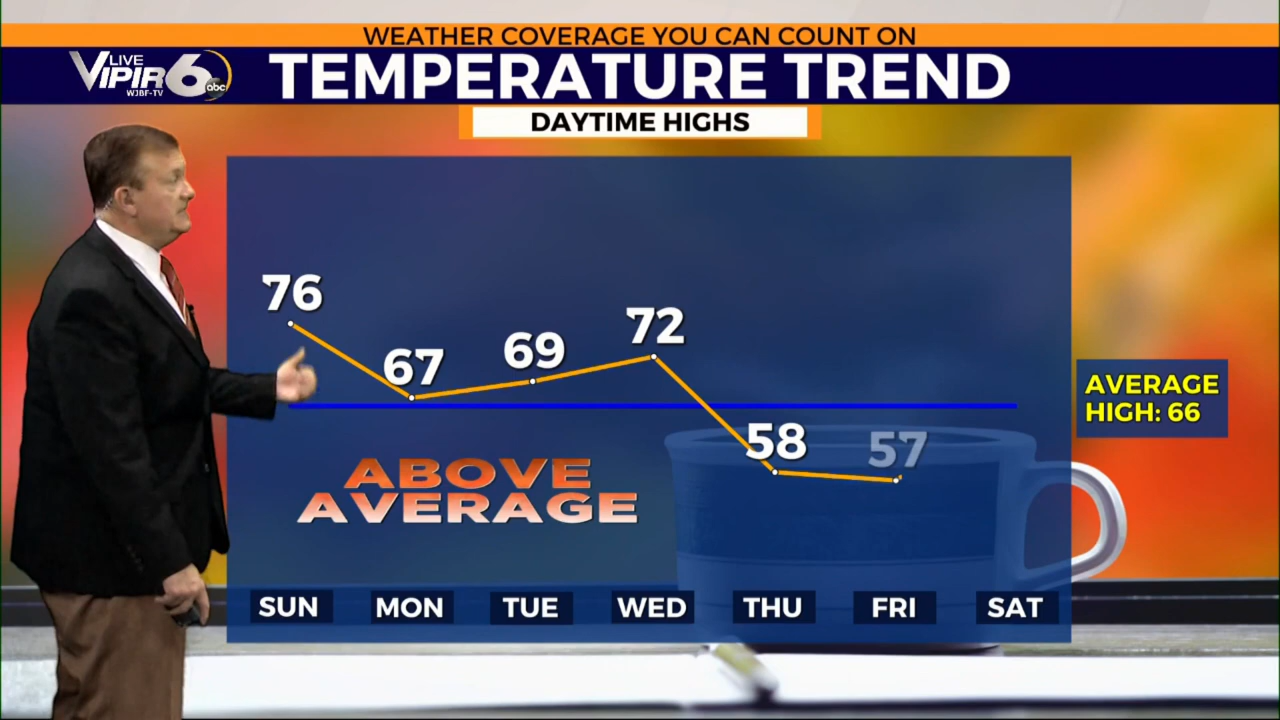 WEATHER COVERAGE YOU CAN COUNT ON
LIVE
VIPIR 6
abc
WJBF-TV
TEMPERATURE TREND
DAYTIME HIGHS
76
67
69
72
58
57
AVERAGE
HIGH: 66
ABOVE
AVERAGE
SUN MON TUE WED THU FRI SAT